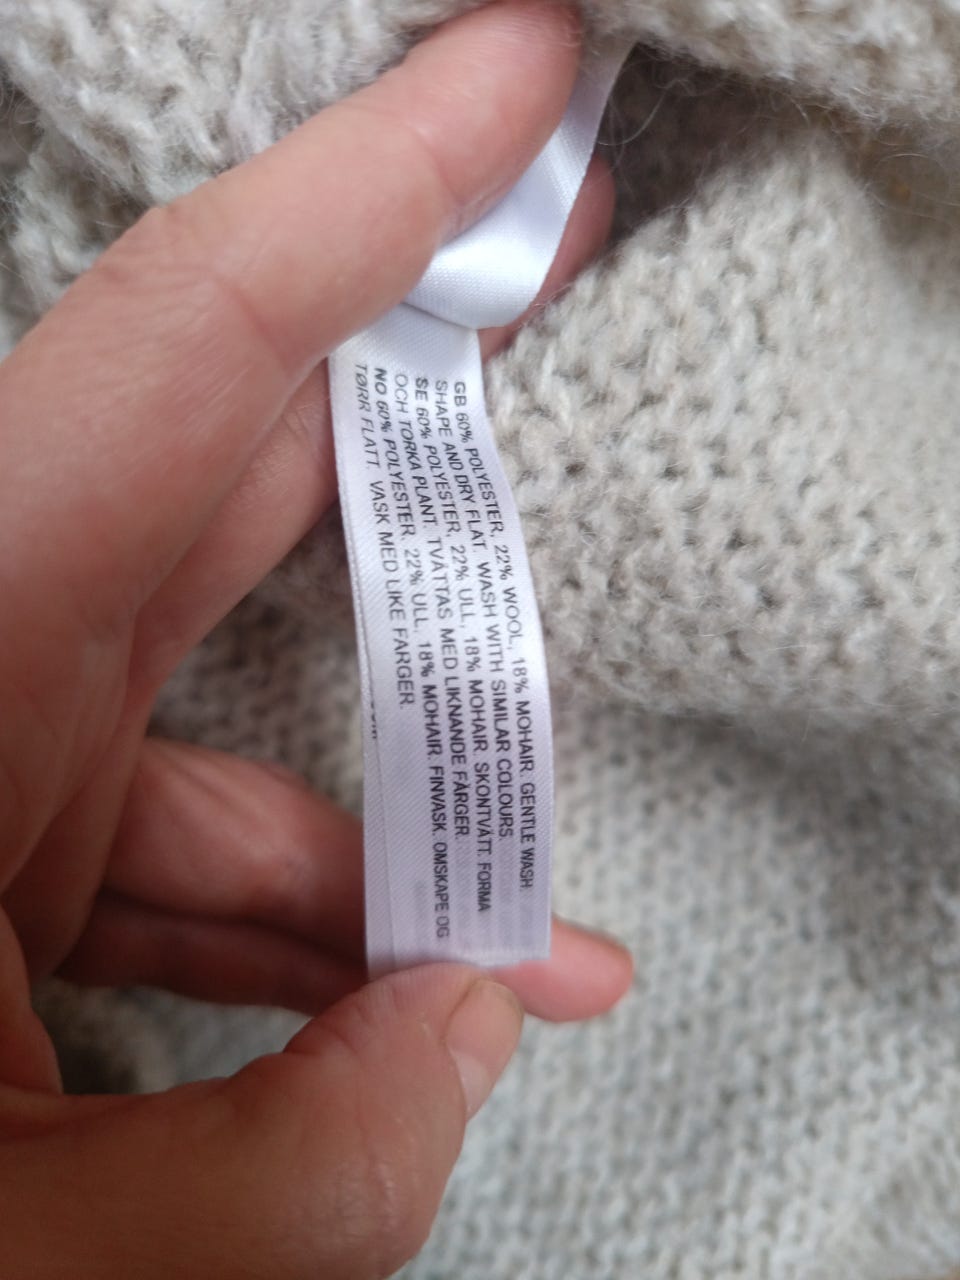 GB 60% POLYESTER, 22% WOOL, 18% MOHAIR. GENTLE WASH.
SHAPE AND DRY FLAT. WASH WITH SIMILAR COLOURS.
SE 60% POLYESTER, 22% ULL, 18% MOHAIR. SKONTVÄTT. FORMA
OCH TORKA PLANT. TVÄTTAS MED LIKNANDE FÄRGER.
NO 60% POLYESTER. 22% ULL, 18% MOHAIR. FINVASK. OMSKAPE OG
TØRR FLATT. VASK MED LIKE FARGER.